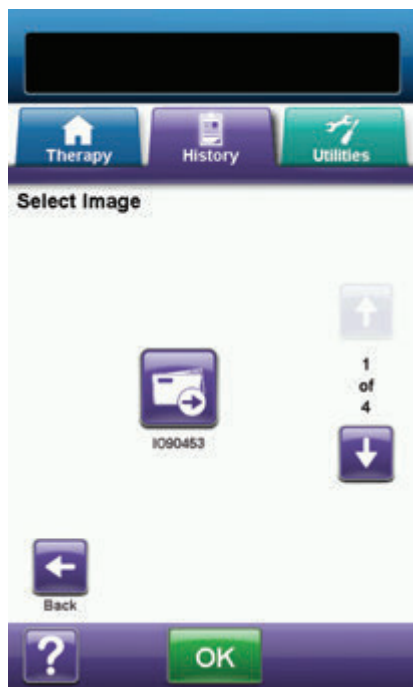 Therapy History Utilities
Select Image
1
of
4
IO90453
Back
? OK